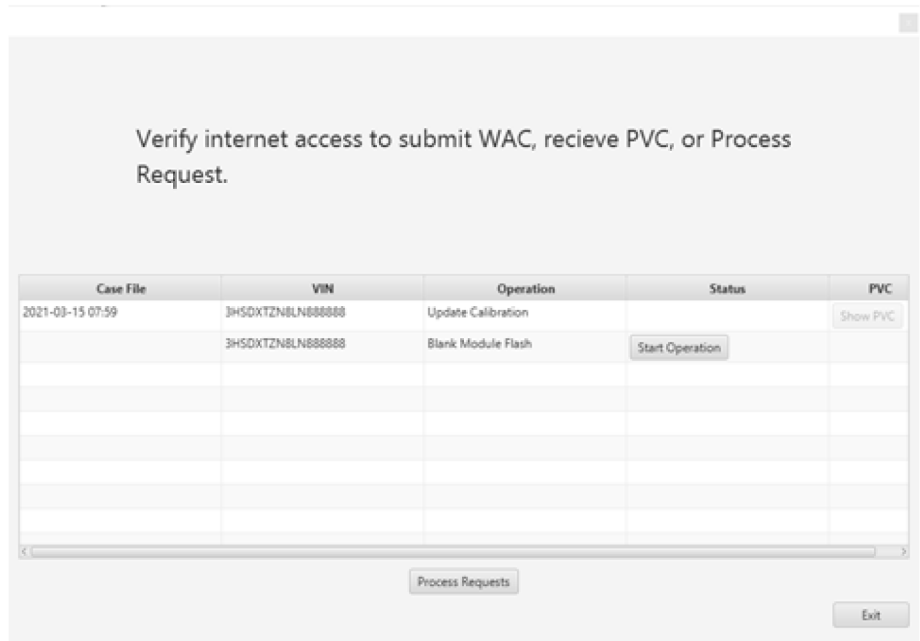 Verify internet access to submit WAC, recieve PVC, or Process
Request.
Case File VIN Operation Status PVC
2021-03-15 07:59 3HSDXTZN8LN888888 Update Calibration Show PVC
3HSDXTZN8LN888888 Blank Module Flash Start Operation
Process Requests
Exit